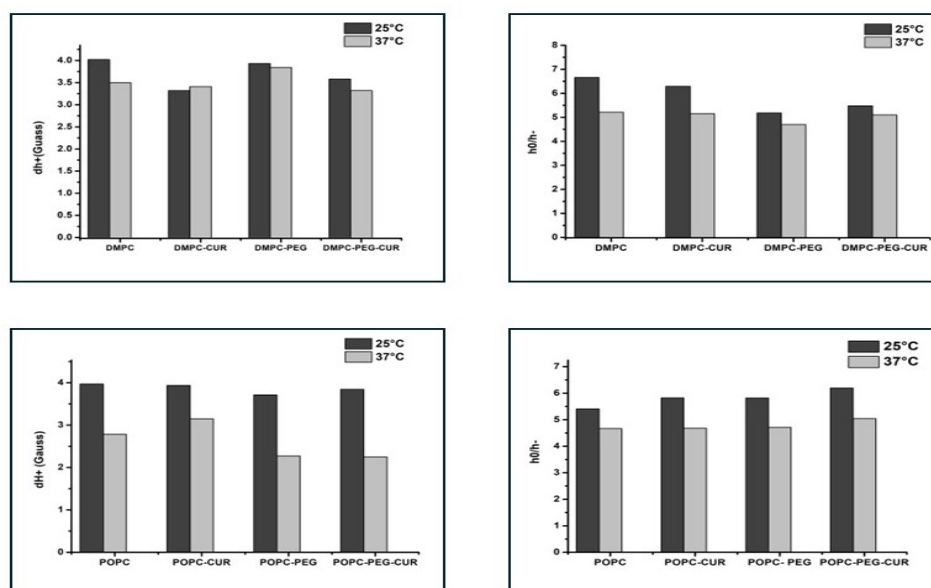 25°C
37°C
4.0
3.5
3.0
2.5
2.0
1.5
1.0
0.5
0.0
dh+(Guass)
DMPC DMPC-CUR DMPC-PEG DMPC-PEG-CUR
25°C
37°C
8
7
6
5
4
3
2
1
0
h0/h-
DMPC DMPC-CUR DMPC-PEG DMPC-PEG-CUR
25°C
37°C
4
3
2
1
0
dH+ (Gauss)
POPC POPC-CUR POPC-PEG POPC-PEG-CUR
25°C
37°C
7
6
5
4
3
2
1
0
h0/h-
POPC POPC-CUR POPC- PEG POPC-PEG-CUR